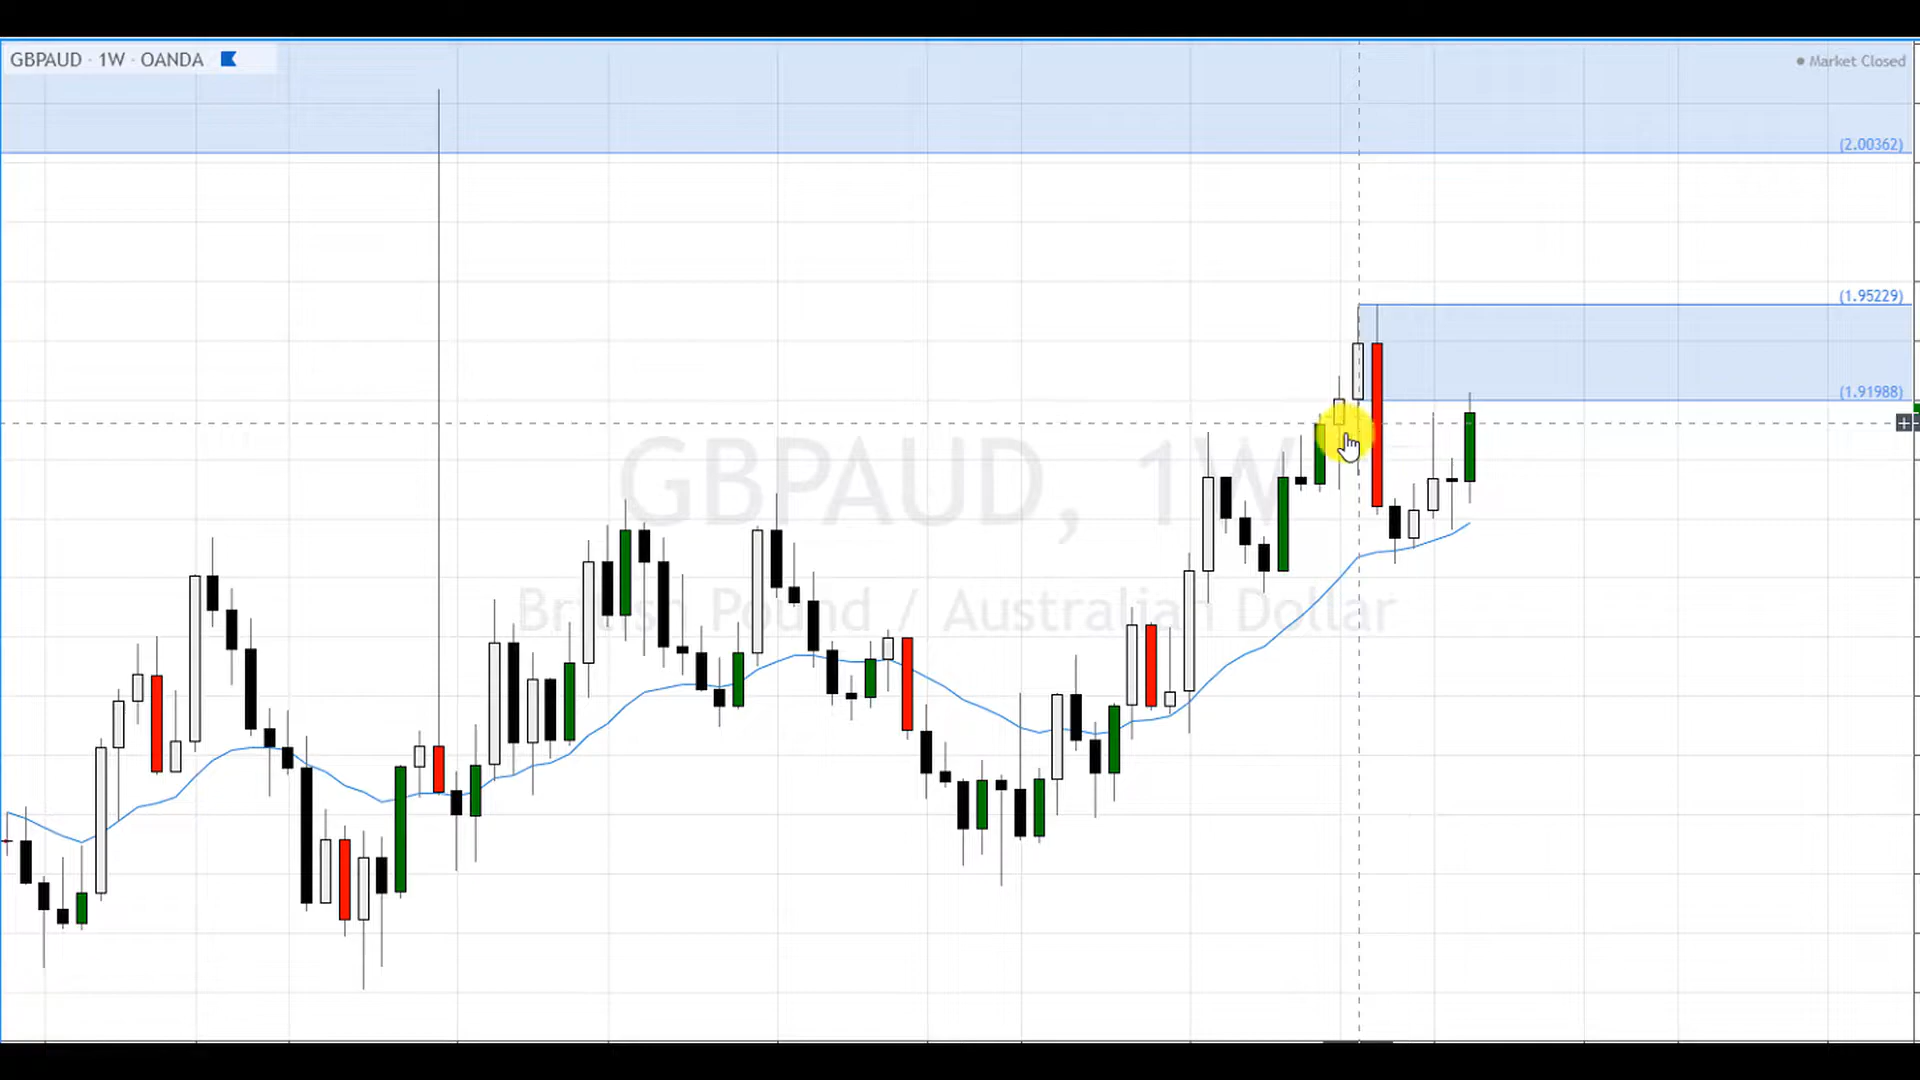 GBPAUD · 1W · OANDA
Market Closed
(2.00362)
(1.95229)
(1.91988)
GBPAUD, 1W
British Pound / Australian Dollar